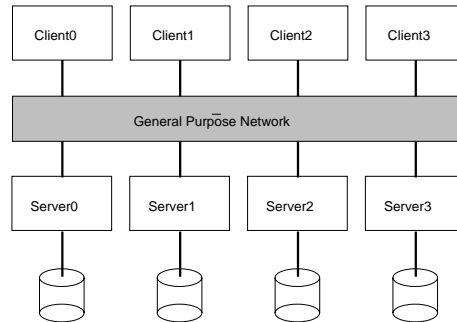 Client0 Client1 Client2 Client3
General Purpose Network
Server0 Server1 Server2 Server3